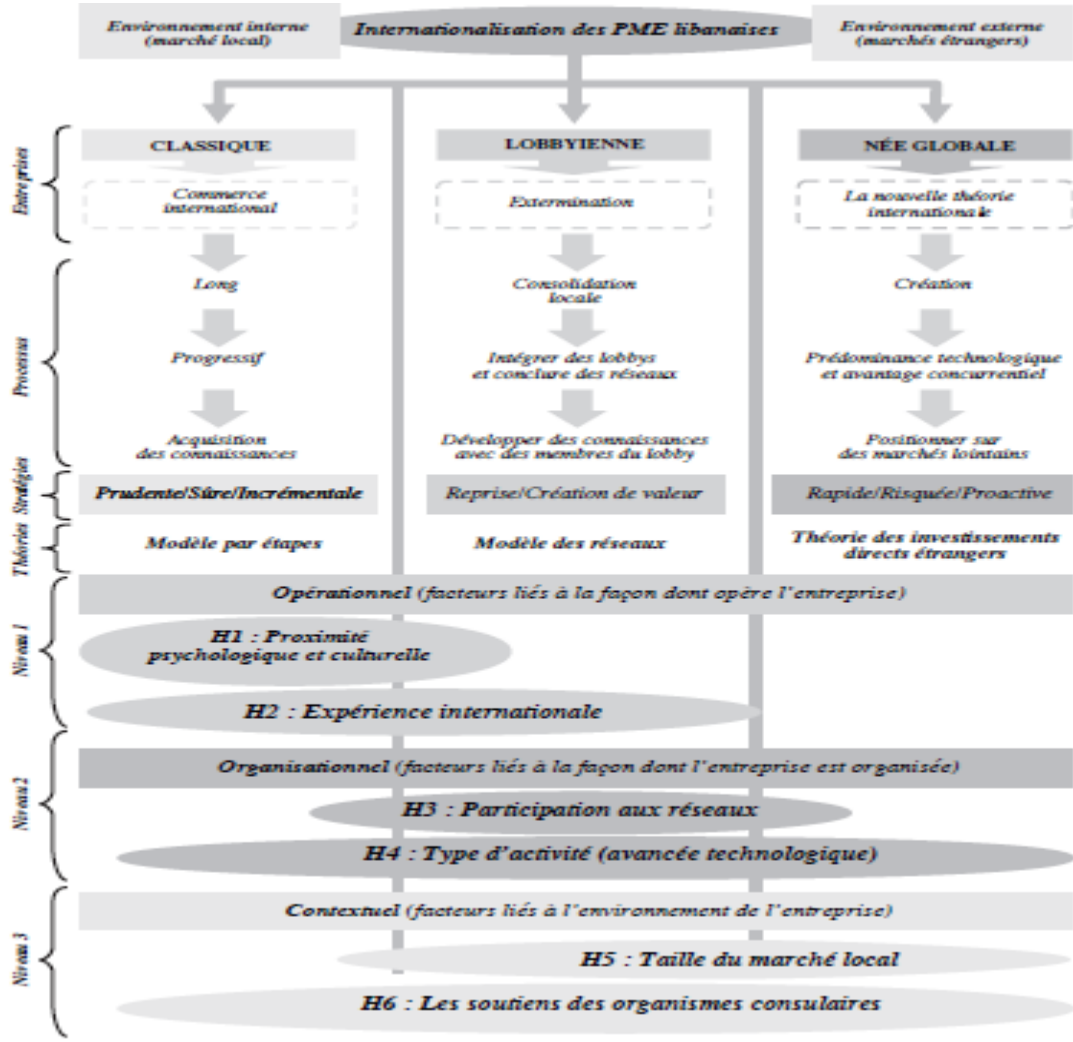 Environnement interne
(marché local)
Internationalisation des PME libanaises
Environnement externe
(marchés étrangers)
Entreprises
CLASSIQUE
LOBBYIENNE
NÉE GLOBALE
Commerce
international
Extermination
La nouvelle théorie
internationale
Processus
Long
Consolidation
locale
Création
Progressif
Intégrer des lobbys
et conclure des réseaux
Prédominance technologique
et avantage concurrentiel
Acquisition
des connaissances
Développer des connaissances
avec des membres du lobby
Positionner sur
des marchés lointains
Stratégies
Prudente/Sûre/Incrémentale
Reprise/Création de valeur
Rapide/Risquée/Proactive
Théories
Modèle par étapes
Modèle des réseaux
Théorie des investissements
directs étrangers
Niveau 1
Opérationnel (facteurs liés à la façon dont opère l'entreprise)
H1 : Proximité
psychologique et culturelle
H2 : Expérience internationale
Niveau 2
Organisationnel (facteurs liés à la façon dont l'entreprise est organisée)
H3 : Participation aux réseaux
H4 : Type d'activité (avancée technologique)
Niveau 3
Contextuel (facteurs liés à l'environnement de l'entreprise)
H5 : Taille du marché local
H6 : Les soutiens des organismes consulaires